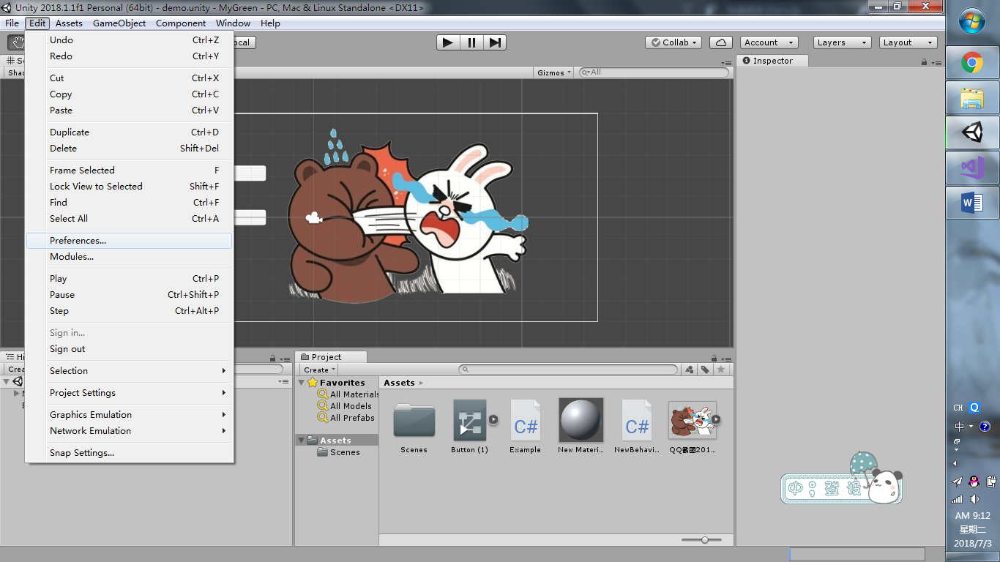 Unity 2018.1.1f1 Personal (64bit) - demo.unity - MyGreen - PC, Mac & Linux Standalone <DX11>
File Edit Assets GameObject Component Window Help
Undo Ctrl+Z
Redo Ctrl+Y
Cut Ctrl+X
Copy Ctrl+C
Paste Ctrl+V
Duplicate Ctrl+D
Delete Shift+Del
Frame Selected F
Lock View to Selected Shift+F
Find Ctrl+F
Select All Ctrl+A
Preferences...
Modules...
Play Ctrl+P
Pause Ctrl+Shift+P
Step Ctrl+Alt+P
Sign in...
Sign out
Selection
Project Settings
Graphics Emulation
Network Emulation
Snap Settings...
ocal
Collab
Account
Layers
Layout
Sc
Shad
Gizmos
All
Inspector
Hi
Crea
Project
Create
Favorites
All Materials
All Models
All Prefabs
Assets
Scenes
Assets
C#
C#
Scenes
Button (1)
Example
New Materi...
NewBehavi...
QQ截图201...
W
CH
中
中 ； 登 设
AM 9:12
星期二
2018/7/3